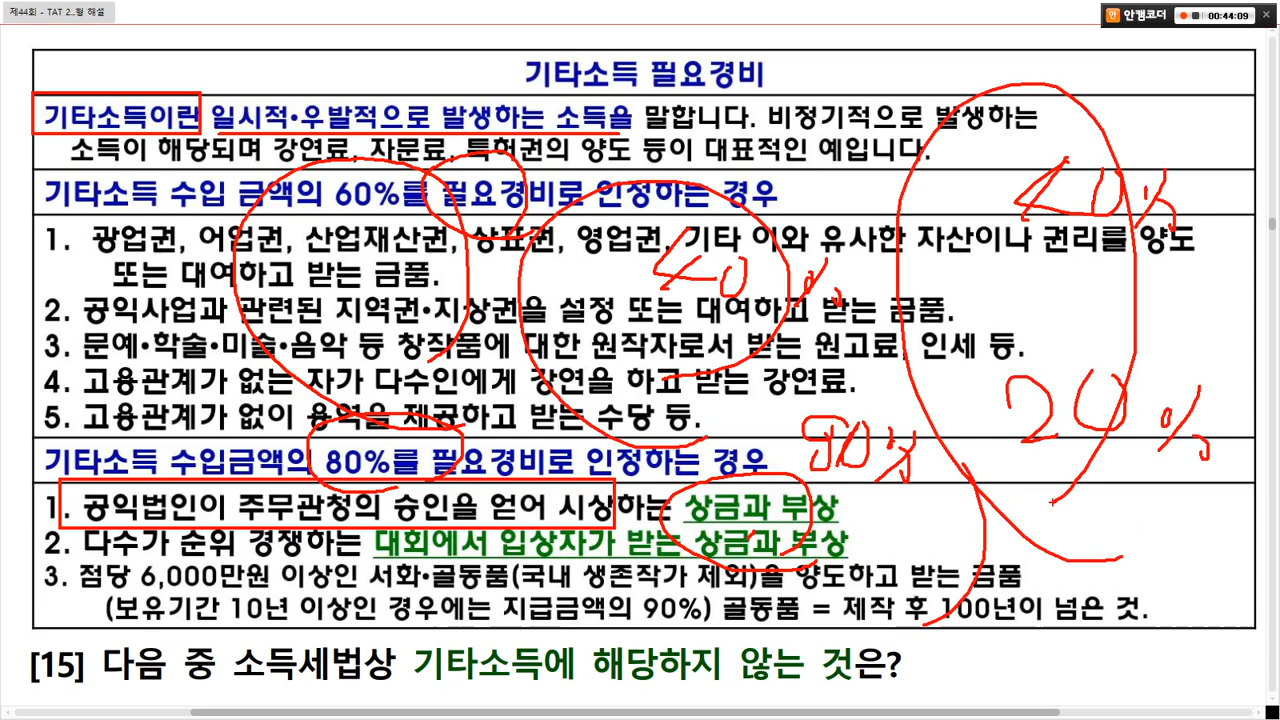 제44회 - TAT 2...형 해설
안캠코더 00:44:09
기타소득 필요경비
기타소득이란 일시적·우발적으로 발생하는 소득을 말합니다. 비정기적으로 발생하는
소득이 해당되며 강연료, 자문료, 특허권의 양도 등이 대표적인 예입니다.
기타소득 수입 금액의 60%를 필요경비로 인정하는 경우
40%
1. 광업권, 어업권, 산업재산권, 상표권, 영업권, 기타 이와 유사한 자산이나 권리를 양도
또는 대여하고 받는 금품.
40%
2. 공익사업과 관련된 지역권·지상권을 설정 또는 대여하고 받는 금품.
3. 문예·학술·미술·음악 등 창작품에 대한 원작자로서 받는 원고료, 인세 등.
4. 고용관계가 없는 자가 다수인에게 강연을 하고 받는 강연료.
5. 고용관계가 없이 용역을 제공하고 받는 수당 등.
20%
기타소득 수입금액의 80%를 필요경비로 인정하는 경우
90%
1. 공익법인이 주무관청의 승인을 얻어 시상하는 상금과 부상
2. 다수가 순위 경쟁하는 대회에서 입상자가 받는 상금과 부상
3. 점당 6,000만원 이상인 서화·골동품(국내 생존작가 제외)을 양도하고 받는 금품
(보유기간 10년 이상인 경우에는 지급금액의 90%) 골동품 = 제작 후 100년이 넘은 것.
[15] 다음 중 소득세법상 기타소득에 해당하지 않는 것은?